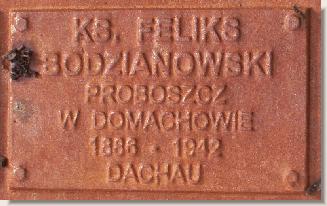 KS. FELIKS
BODZIANOWSKI
PROBOSZCZ
W DOMACHOWIE
1886 - 1942
DACHAU